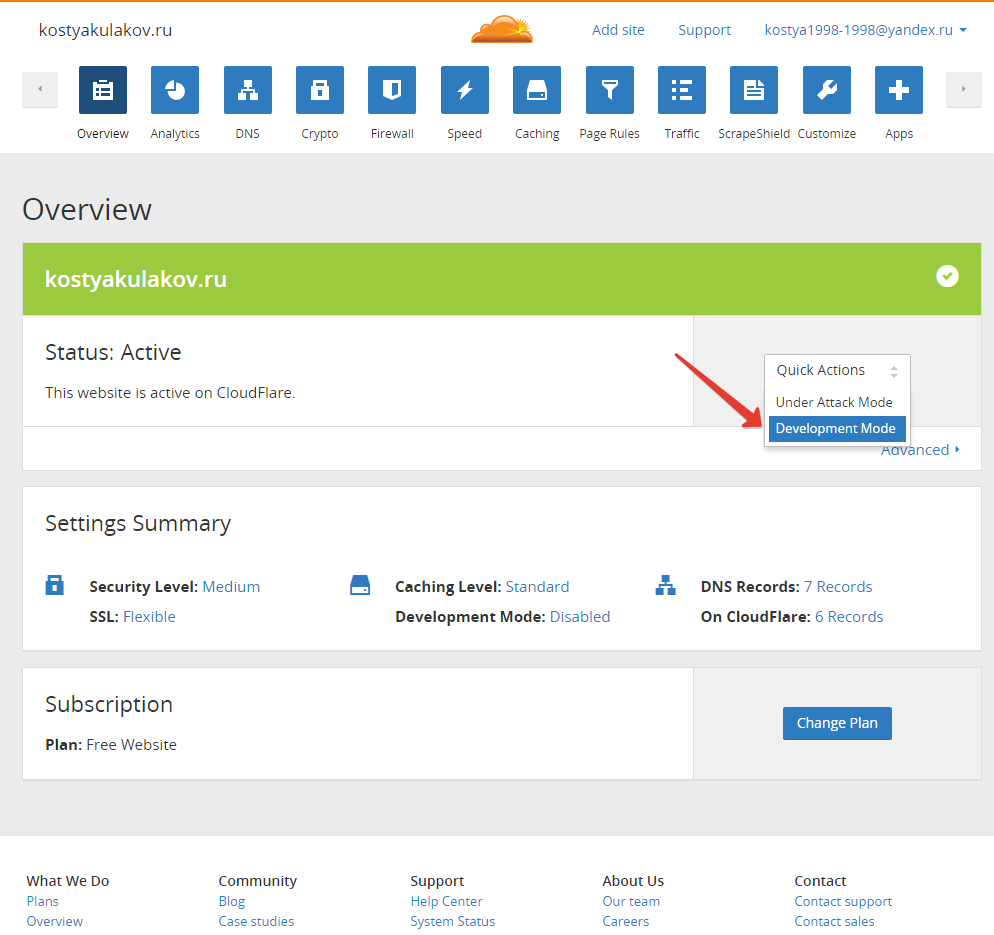 kostyakulakov.ru
Add site Support kostya1998-1998@yandex.ru
Overview Analytics DNS Crypto Firewall Speed Caching Page Rules Traffic ScrapeShield Customize Apps
Overview
kostyakulakov.ru
Status: Active
This website is active on CloudFlare.
Quick Actions
Under Attack Mode
Development Mode
Advanced
Settings Summary
Security Level: Medium
SSL: Flexible
Caching Level: Standard
Development Mode: Disabled
DNS Records: 7 Records
On CloudFlare: 6 Records
Subscription
Plan: Free Website
Change Plan
What We Do
Plans
Overview
Community
Blog
Case studies
Support
Help Center
System Status
About Us
Our team
Careers
Contact
Contact support
Contact sales